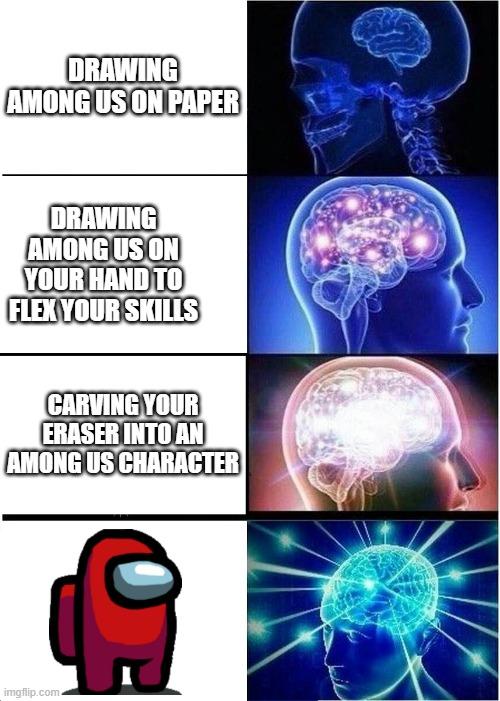 DRAWING
AMONG US ON PAPER
DRAWING
AMONG US ON
YOUR HAND TO
FLEX YOUR SKILLS
CARVING YOUR
ERASER INTO AN
AMONG US CHARACTER
imgflip.com